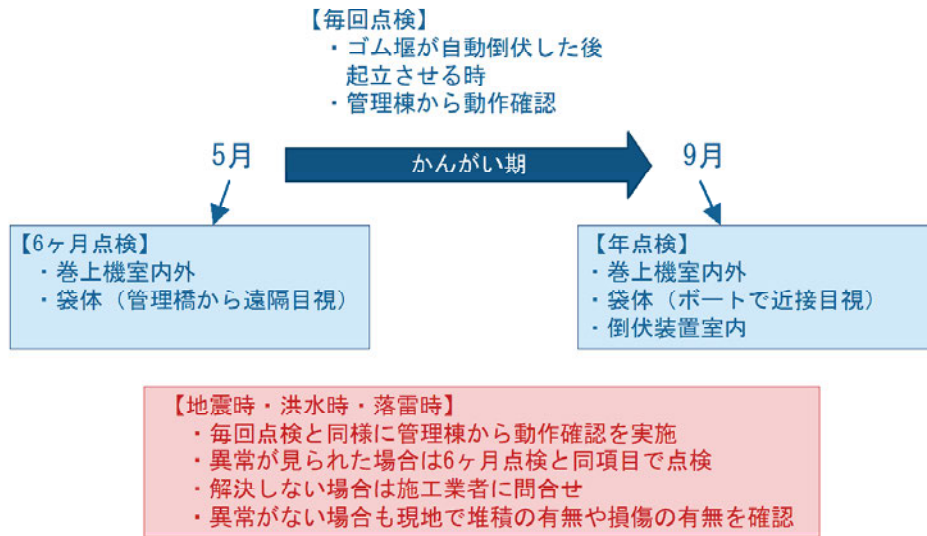 【毎回点検】
・ゴム堰が自動倒伏した後
起立させる時
・管理棟から動作確認
5月
かんがい期
9月
【6ヶ月点検】
・巻上機室内外
・袋体（管理橋から遠隔目視）
【年点検】
・巻上機室内外
・袋体（ボートで近接目視）
・倒伏装置室内
【地震時・洪水時・落雷時】
・毎回点検と同様に管理棟から動作確認を実施
・異常が見られた場合は6ヶ月点検と同項目で点検
・解決しない場合は施工業者に問合せ
・異常がない場合も現地で堆積の有無や損傷の有無を確認